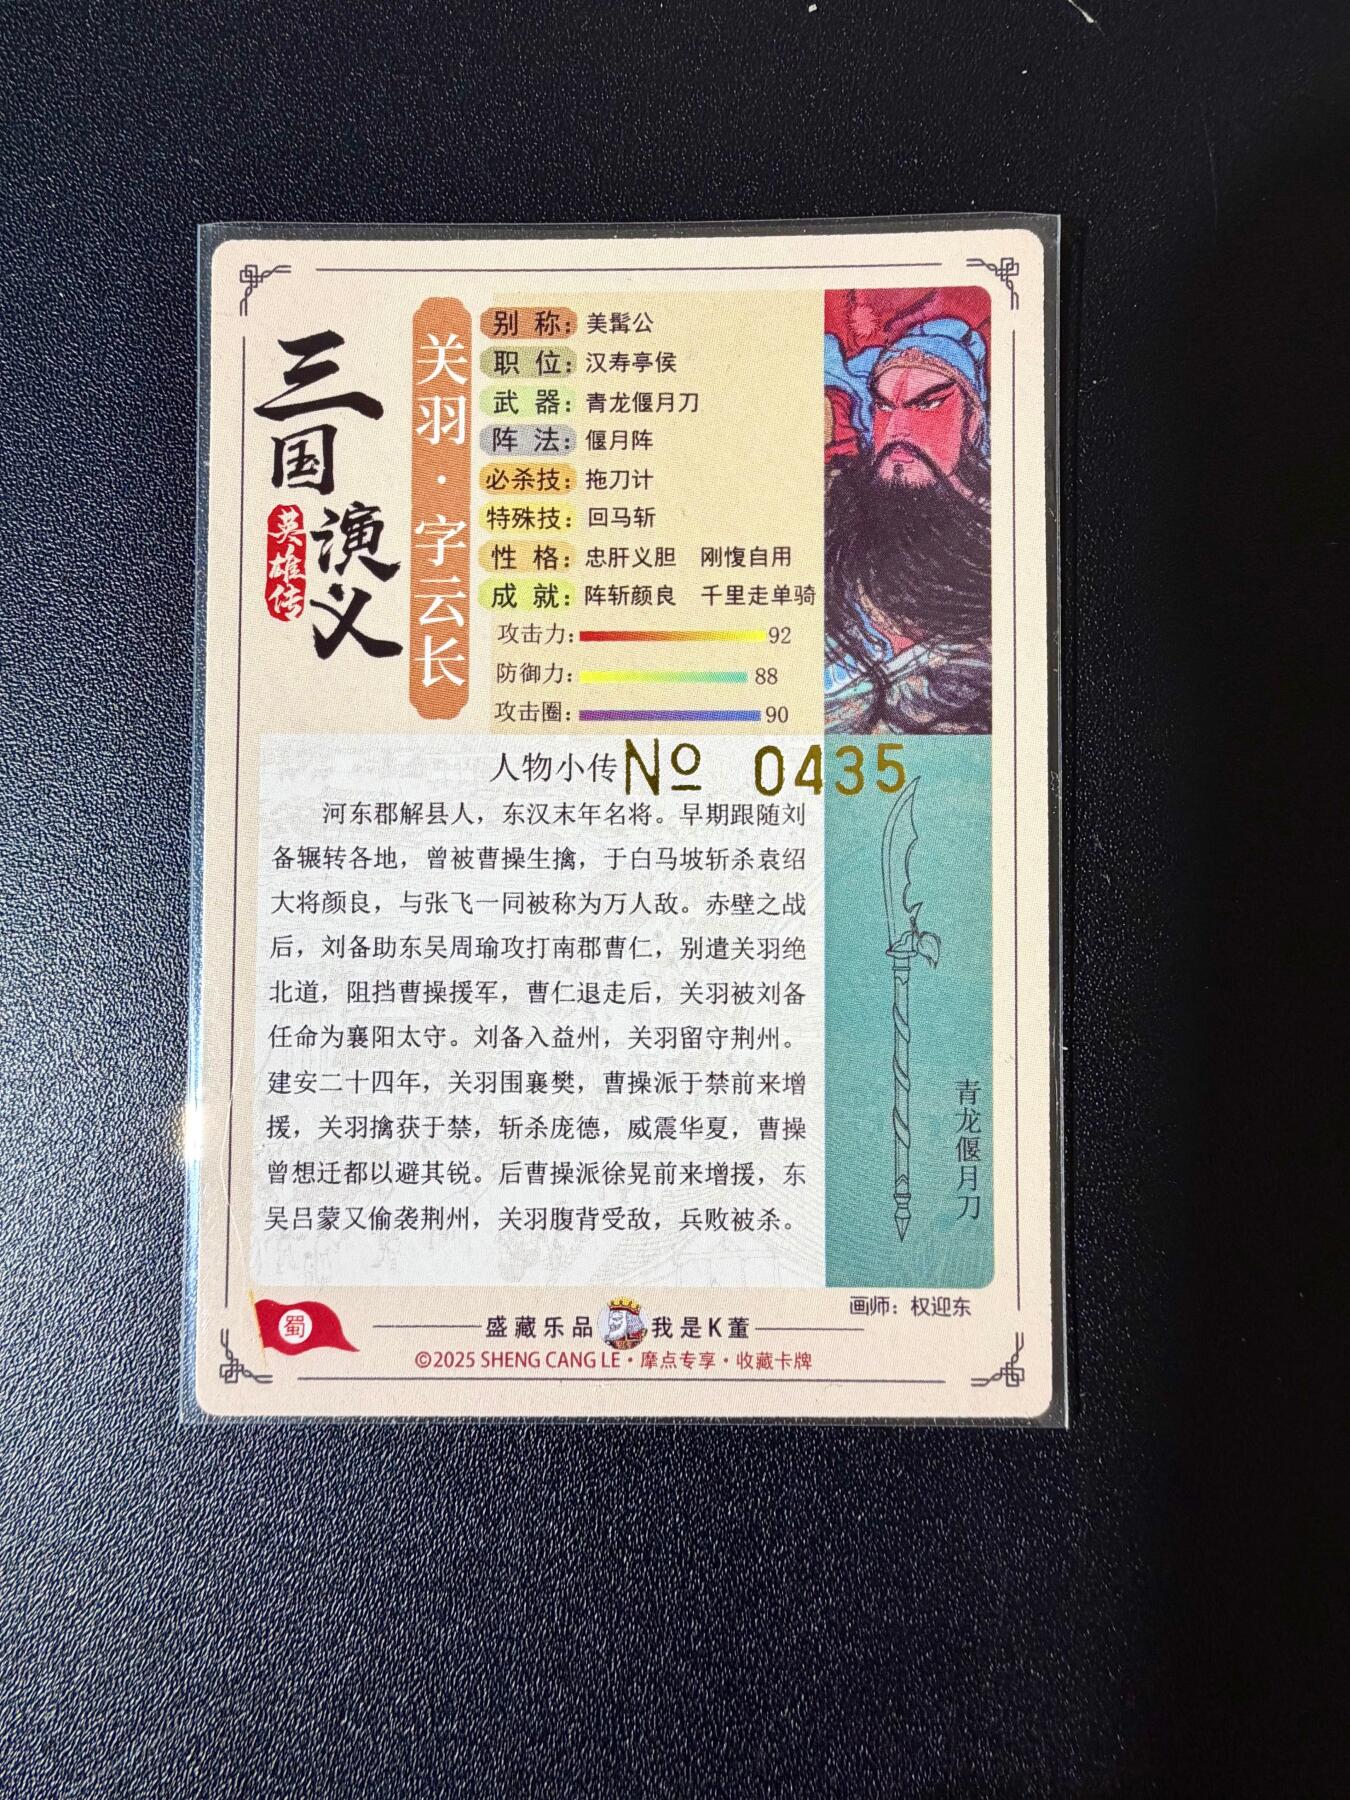 三国演义
英雄传
关羽·字云长
别称：美髯公
职位：汉寿亭侯
武器：青龙偃月刀
阵法：偃月阵
必杀技：拖刀计
特殊技：回马斩
性格：忠肝义胆 刚愎自用
成就：阵斩颜良 千里走单骑
攻击力：92
防御力：88
攻击圈：90
人物小传 № 0435
河东郡解县人，东汉末年名将。早期跟随刘
备辗转各地，曾被曹操生擒，于白马坡斩杀袁绍
大将颜良，与张飞一同被称为万人敌。赤壁之战
后，刘备助东吴周瑜攻打南郡曹仁，别遣关羽绝
北道，阻挡曹操援军，曹仁退走后，关羽被刘备
任命为襄阳太守。刘备入益州，关羽留守荆州。
建安二十四年，关羽围襄樊，曹操派于禁前来增
援，关羽擒获于禁，斩杀庞德，威震华夏，曹操
曾想迁都以避其锐。后曹操派徐晃前来增援，东
吴吕蒙又偷袭荆州，关羽腹背受敌，兵败被杀。
青龙偃月刀
画师：权迎东
蜀
盛藏乐品 我是K董
©2025 SHENG CANG LE·摩点专享·收藏卡牌